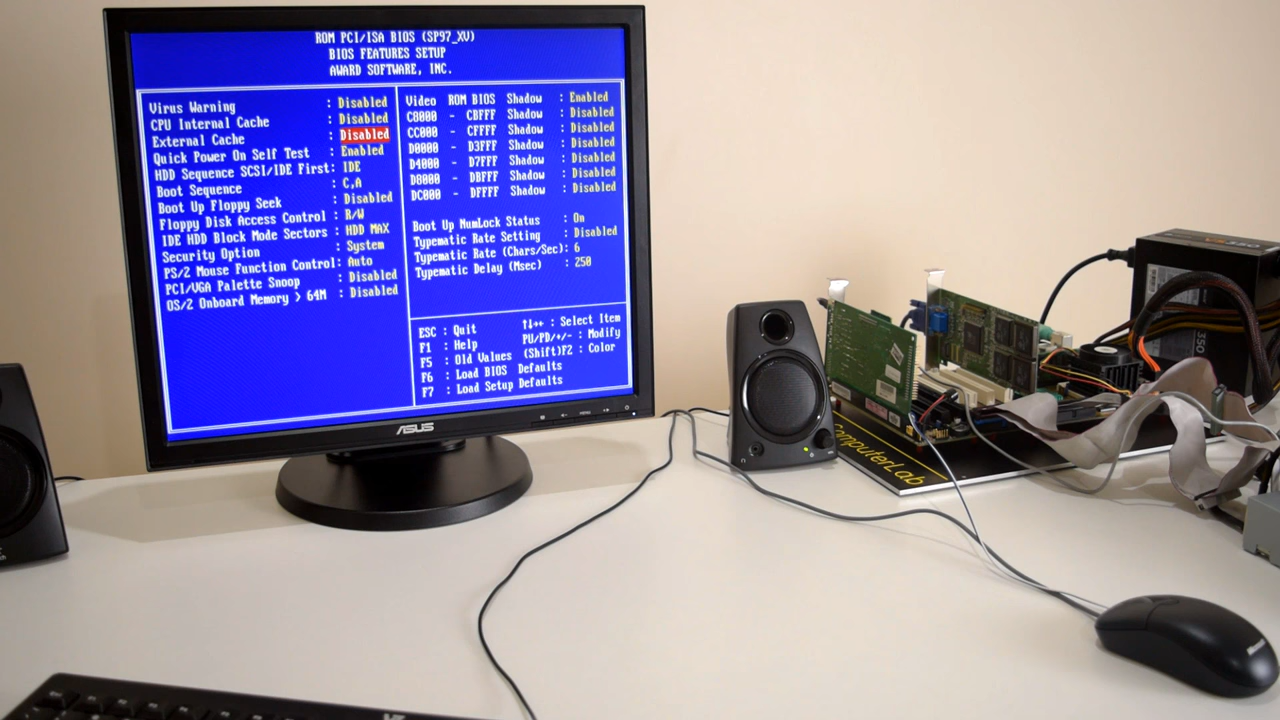 ROM PCI/ISA BIOS (SP97_XV)
BIOS FEATURES SETUP
AWARD SOFTWARE, INC.
Virus Warning : Disabled
CPU Internal Cache : Disabled
External Cache : Disabled
Quick Power On Self Test : Enabled
HDD Sequence SCSI/IDE First: IDE
Boot Sequence : C,A
Boot Up Floppy Seek : Disabled
Floppy Disk Access Control : R/W
IDE HDD Block Mode Sectors : HDD MAX
Security Option : System
PS/2 Mouse Function Control: Auto
PCI/VGA Palette Snoop : Disabled
OS/2 Onboard Memory > 64M : Disabled
Video ROM BIOS Shadow : Enabled
C8000 - CBFFF Shadow : Disabled
CC000 - CFFFF Shadow : Disabled
D0000 - D3FFF Shadow : Disabled
D4000 - D7FFF Shadow : Disabled
D8000 - DBFFF Shadow : Disabled
DC000 - DFFFF Shadow : Disabled
Boot Up NumLock Status : On
Typematic Rate Setting : Disabled
Typematic Rate (Chars/Sec): 6
Typematic Delay (Msec) : 250
ESC : Quit ↑↓→← : Select Item
F1 : Help PU/PD/+/- : Modify
F5 : Old Values (Shift)F2 : Color
F6 : Load BIOS Defaults
F7 : Load Setup Defaults
ASUS
MENU
ComputerLab
Microsoft